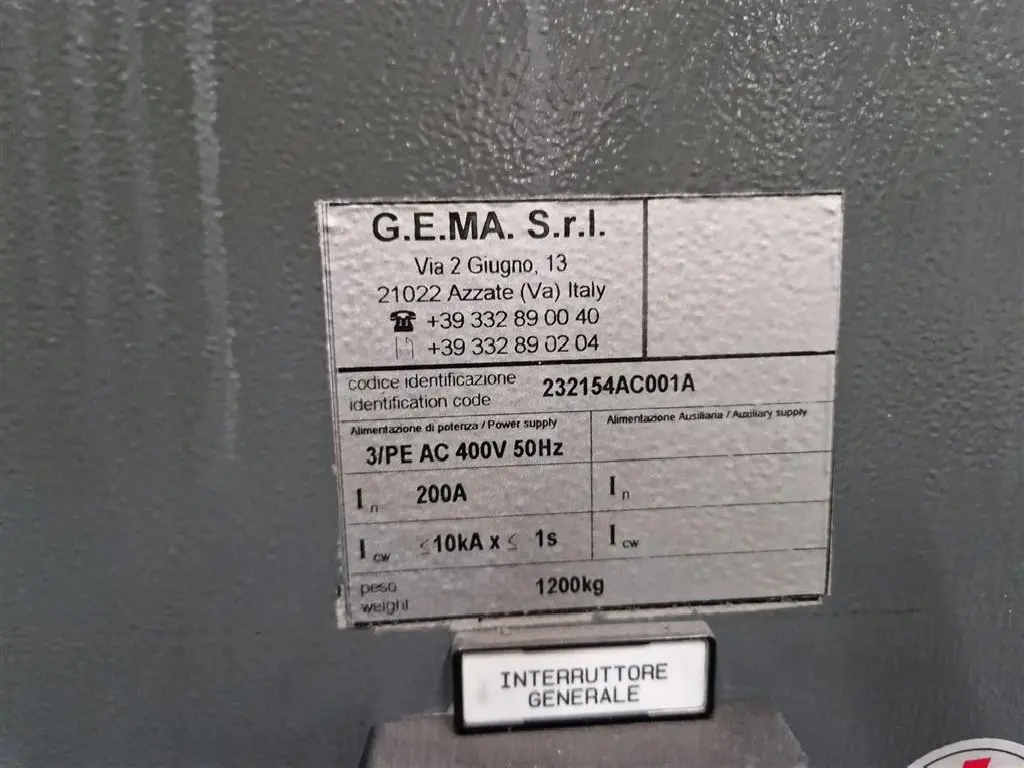 G.E.MA. S.r.l.
Via 2 Giugno, 13
21022 Azzate (Va) Italy
☎ +39 332 89 00 40
+39 332 89 02 04
codice identificazione
identification code
232154AC001A
Alimentazione di potenza / Power supply
3/PE AC 400V 50Hz
Alimentazione Ausiliaria / Auxiliary supply
In 200A
In
Icw ≤10kA x ≤ 1s
Icw
peso
weight
1200kg
INTERRUTTORE
GENERALE